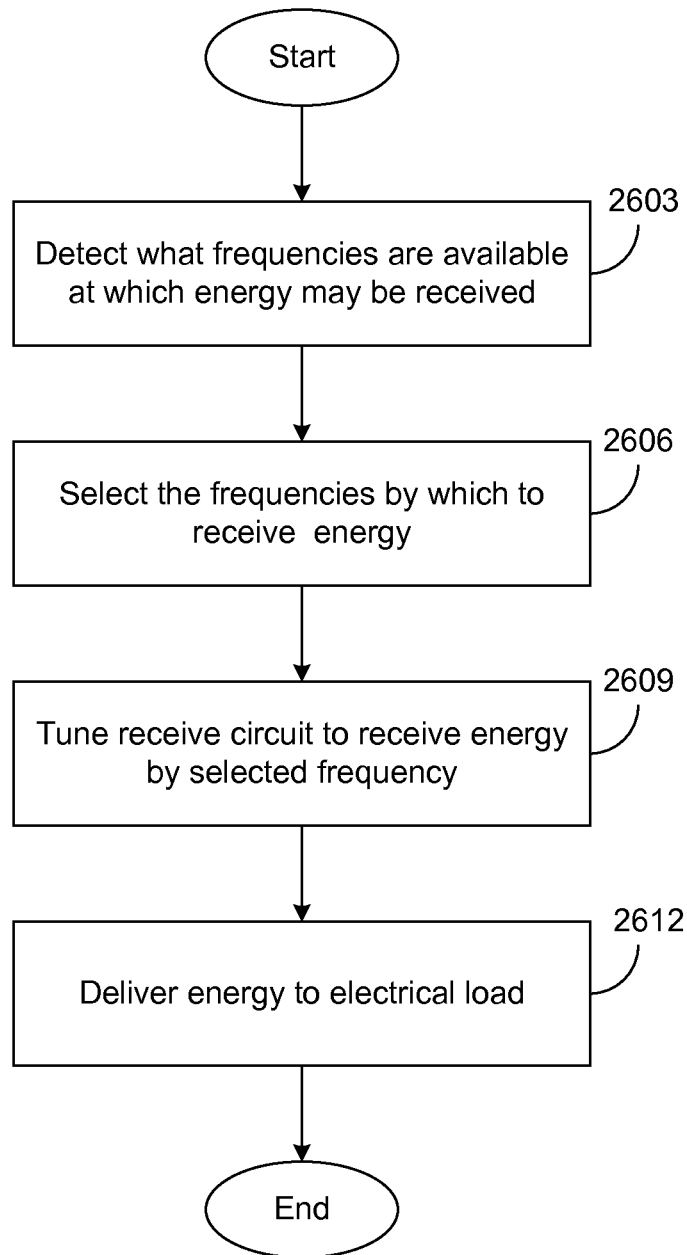 Start
2603
Detect what frequencies are available
at which energy may be received
2606
Select the frequencies by which to
receive energy
2609
Tune receive circuit to receive energy
by selected frequency
2612
Deliver energy to electrical load
End